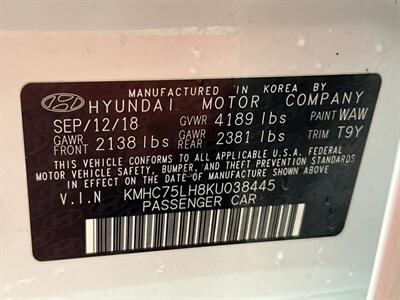 MANUFACTURED IN KOREA BY
HYUNDAI MOTOR COMPANY
SEP/12/18 GVWR 4189 lbs PAINT WAW
GAWR FRONT 2138 lbs GAWR REAR 2381 lbs TRIM T9Y
THIS VEHICLE CONFORMS TO ALL APPLICABLE U.S.A. FEDERAL
MOTOR VEHICLE SAFETY, BUMPER, AND THEFT PREVENTION STANDARDS
IN EFFECT ON THE DATE OF MANUFACTURE SHOWN ABOVE.
V.I.N KMHC75LH8KU038445
PASSENGER CAR